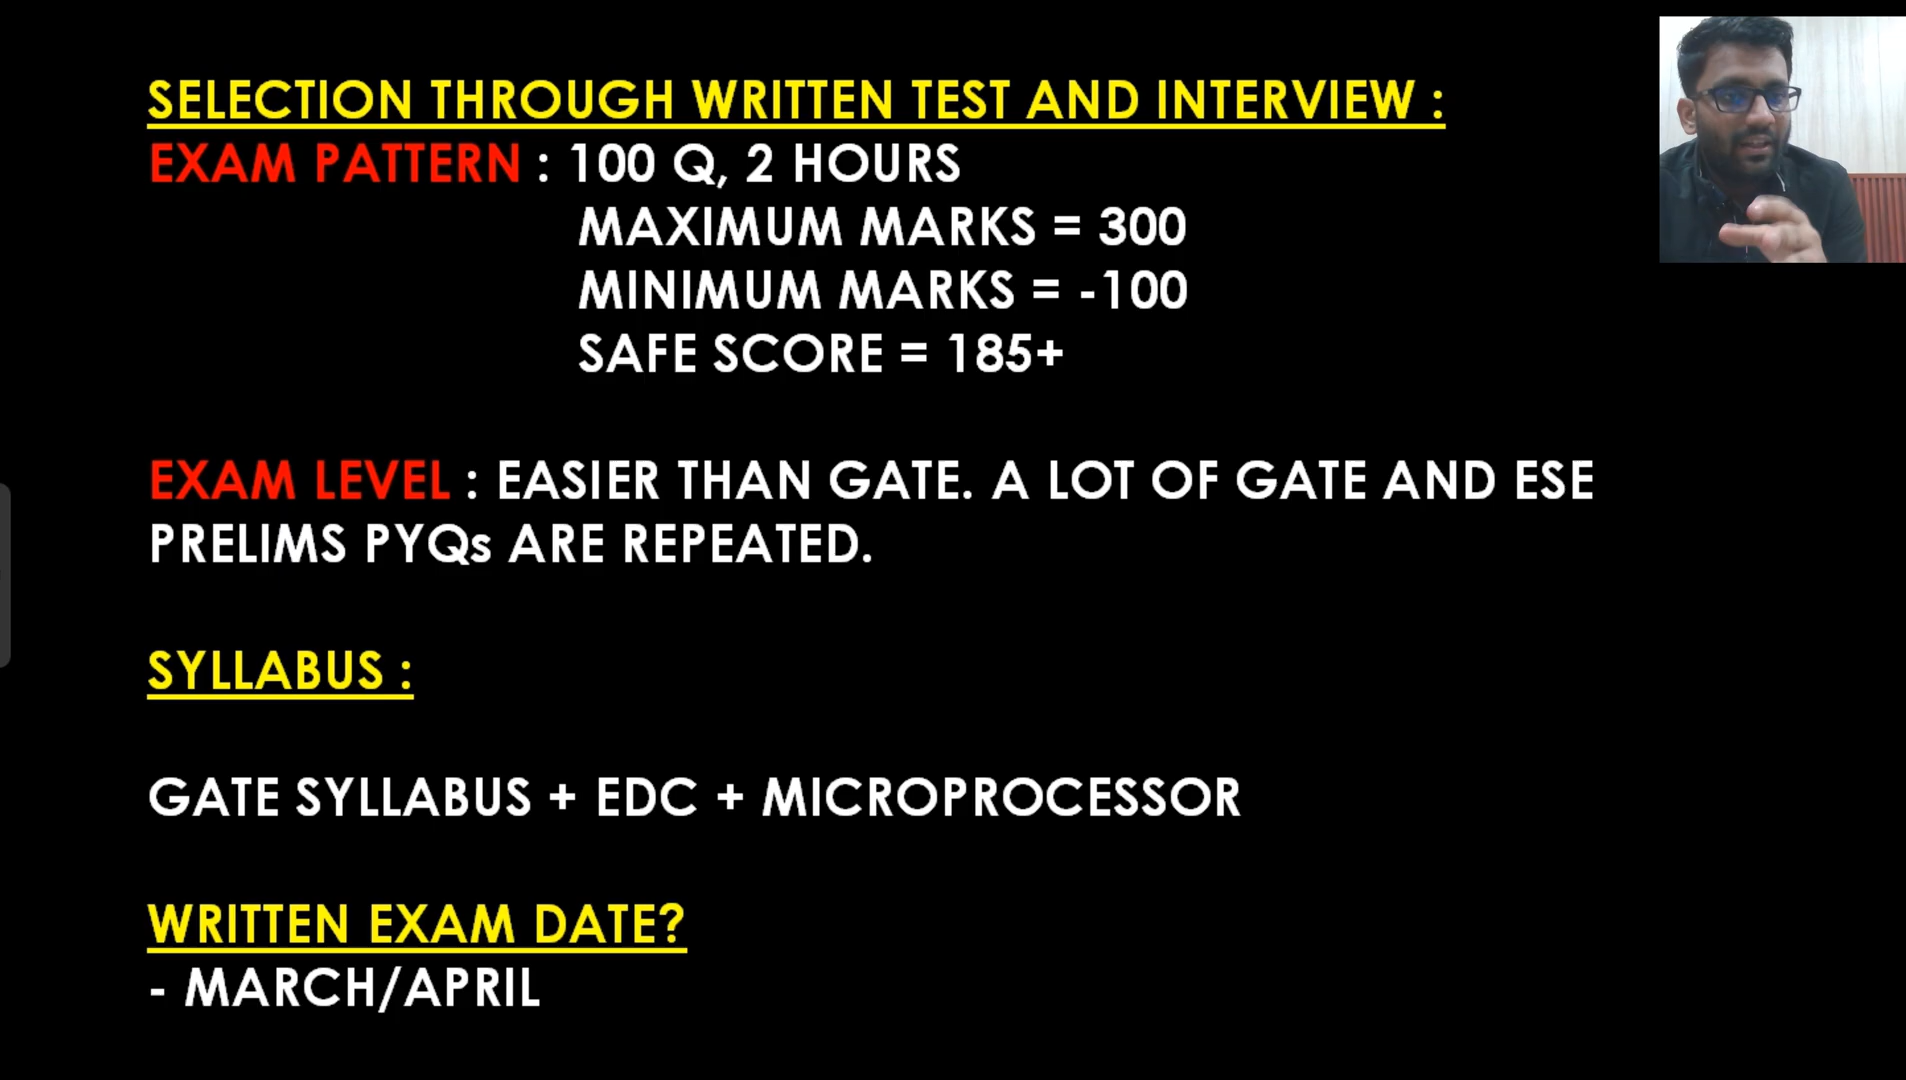 SELECTION THROUGH WRITTEN TEST AND INTERVIEW :
EXAM PATTERN : 100 Q, 2 HOURS
MAXIMUM MARKS = 300
MINIMUM MARKS = -100
SAFE SCORE = 185+
EXAM LEVEL : EASIER THAN GATE. A LOT OF GATE AND ESE
PRELIMS PYQs ARE REPEATED.
SYLLABUS :
GATE SYLLABUS + EDC + MICROPROCESSOR
WRITTEN EXAM DATE?
- MARCH/APRIL